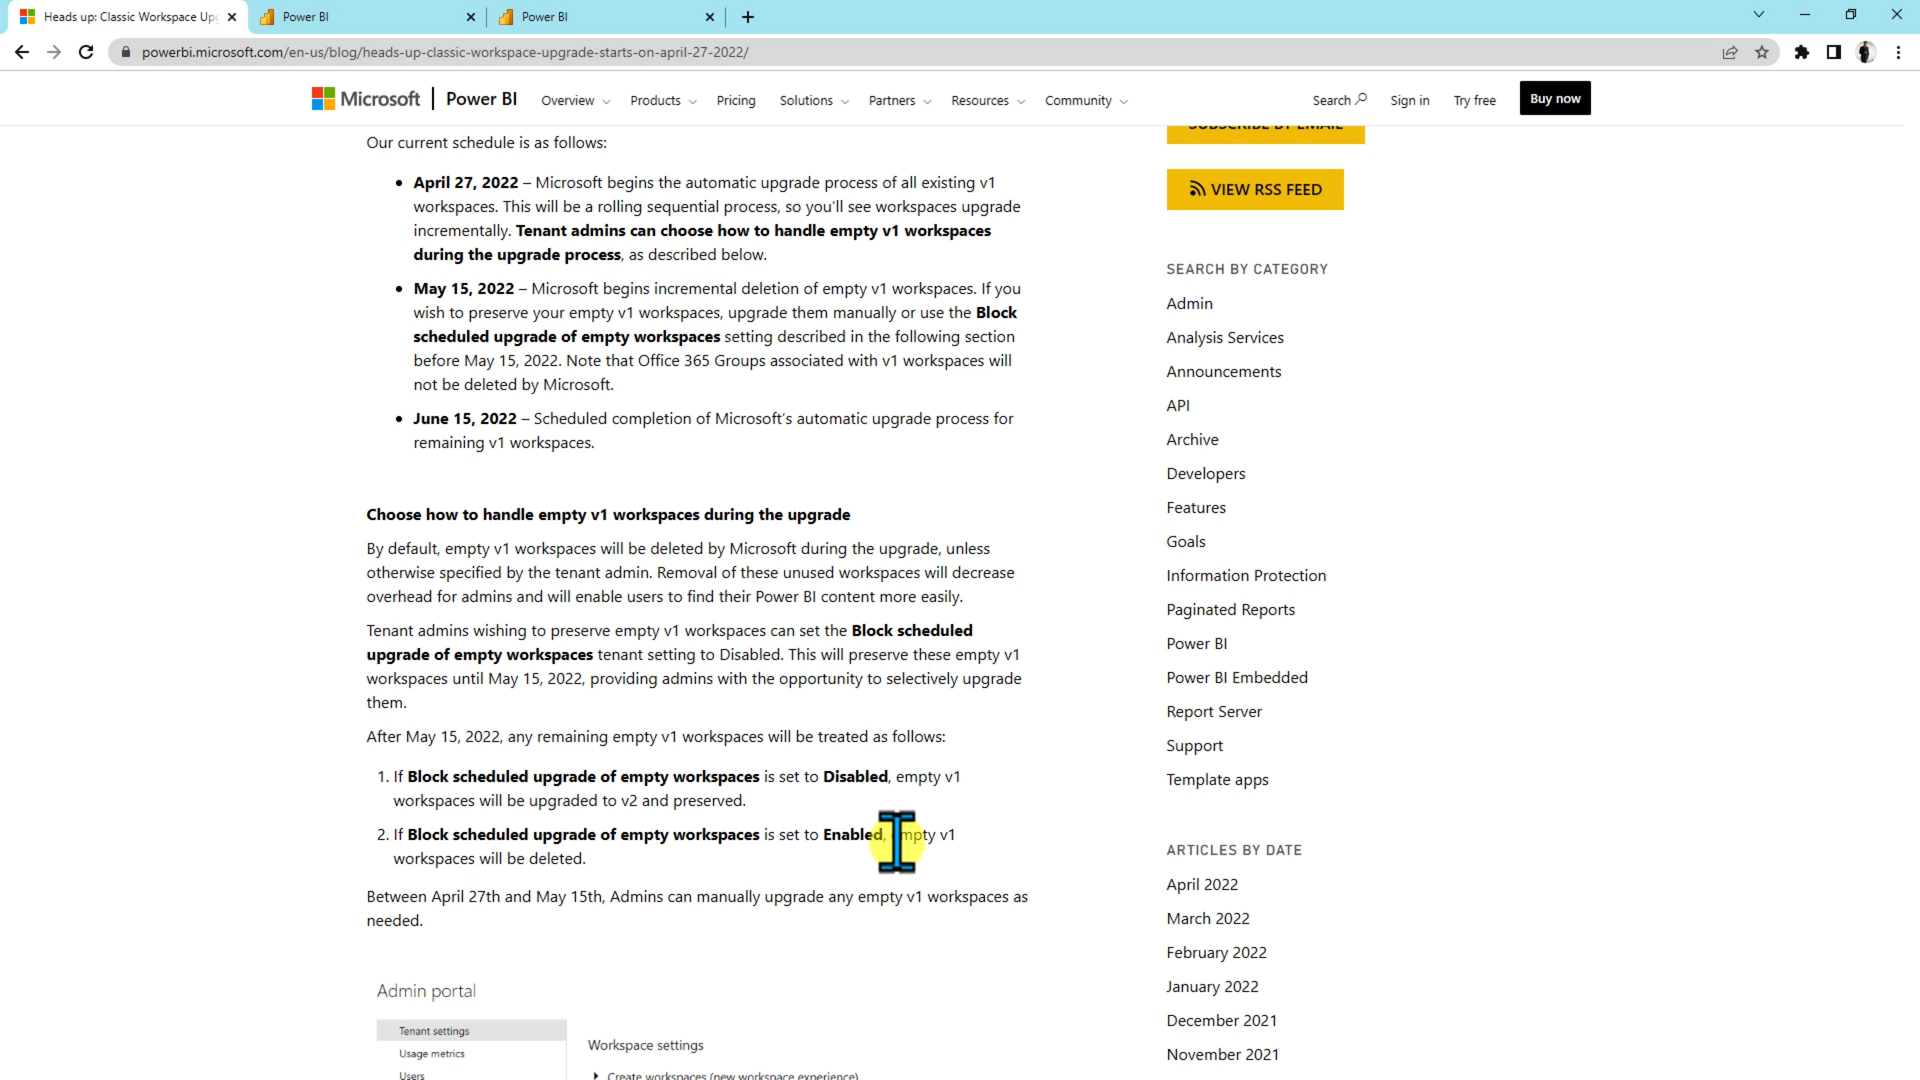 Heads up: Classic Workspace Up
Power BI
Power BI
powerbi.microsoft.com/en-us/blog/heads-up-classic-workspace-upgrade-starts-on-april-27-2022/
Microsoft Power BI Overview Products Pricing Solutions Partners Resources Community Search Sign in Try free Buy now
Our current schedule is as follows:
• April 27, 2022 – Microsoft begins the automatic upgrade process of all existing v1
workspaces. This will be a rolling sequential process, so you'll see workspaces upgrade
incrementally. Tenant admins can choose how to handle empty v1 workspaces
during the upgrade process, as described below.
• May 15, 2022 – Microsoft begins incremental deletion of empty v1 workspaces. If you
wish to preserve your empty v1 workspaces, upgrade them manually or use the Block
scheduled upgrade of empty workspaces setting described in the following section
before May 15, 2022. Note that Office 365 Groups associated with v1 workspaces will
not be deleted by Microsoft.
• June 15, 2022 – Scheduled completion of Microsoft's automatic upgrade process for
remaining v1 workspaces.
Choose how to handle empty v1 workspaces during the upgrade
By default, empty v1 workspaces will be deleted by Microsoft during the upgrade, unless
otherwise specified by the tenant admin. Removal of these unused workspaces will decrease
overhead for admins and will enable users to find their Power BI content more easily.
Tenant admins wishing to preserve empty v1 workspaces can set the Block scheduled
upgrade of empty workspaces tenant setting to Disabled. This will preserve these empty v1
workspaces until May 15, 2022, providing admins with the opportunity to selectively upgrade
them.
After May 15, 2022, any remaining empty v1 workspaces will be treated as follows:
1. If Block scheduled upgrade of empty workspaces is set to Disabled, empty v1
workspaces will be upgraded to v2 and preserved.
2. If Block scheduled upgrade of empty workspaces is set to Enabled, empty v1
workspaces will be deleted.
Between April 27th and May 15th, Admins can manually upgrade any empty v1 workspaces as
needed.
Admin portal
Tenant settings
Usage metrics
Users
Workspace settings
Create workspaces (new workspace experience)
SUBSCRIBE BY EMAIL
VIEW RSS FEED
SEARCH BY CATEGORY
Admin
Analysis Services
Announcements
API
Archive
Developers
Features
Goals
Information Protection
Paginated Reports
Power BI
Power BI Embedded
Report Server
Support
Template apps
ARTICLES BY DATE
April 2022
March 2022
February 2022
January 2022
December 2021
November 2021